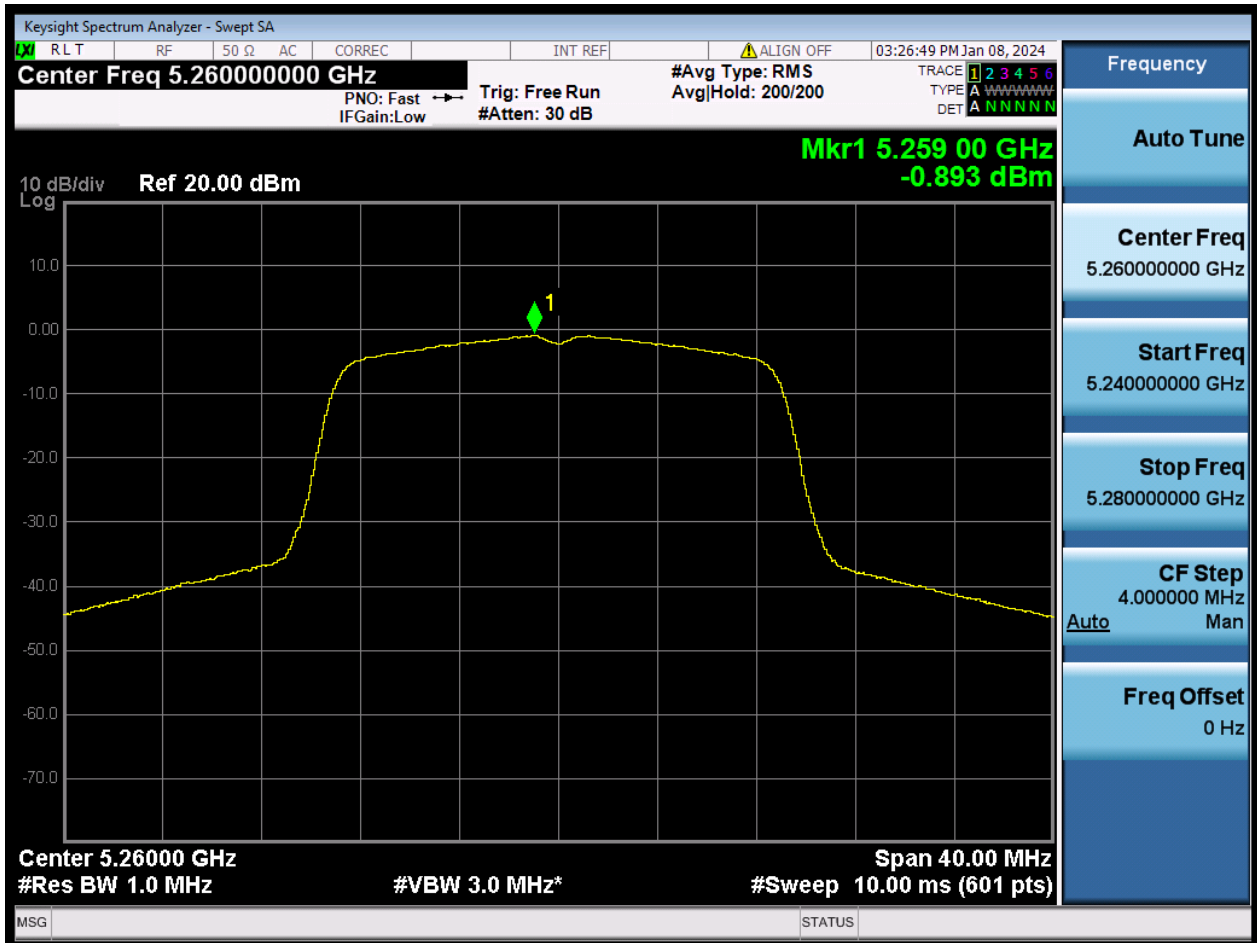 Keysight Spectrum Analyzer - Swept SA
LXI RLT RF 50 Ω AC CORREC INT REF ALIGN OFF 03:26:49 PM Jan 08, 2024
Center Freq 5.260000000 GHz
PNO: Fast
IFGain:Low
Trig: Free Run
#Atten: 30 dB
#Avg Type: RMS
Avg|Hold: 200/200
TRACE 1 2 3 4 5 6
TYPE A WWWWW
DET A N N N N N
Mkr1 5.259 00 GHz
-0.893 dBm
10 dB/div Ref 20.00 dBm
Log
10.0
0.00
-10.0
-20.0
-30.0
-40.0
-50.0
-60.0
-70.0
1
Center 5.26000 GHz Span 40.00 MHz
#Res BW 1.0 MHz #VBW 3.0 MHz* #Sweep 10.00 ms (601 pts)
MSG STATUS
Frequency
Auto Tune
Center Freq
5.260000000 GHz
Start Freq
5.240000000 GHz
Stop Freq
5.280000000 GHz
CF Step
4.000000 MHz
Auto Man
Freq Offset
0 Hz